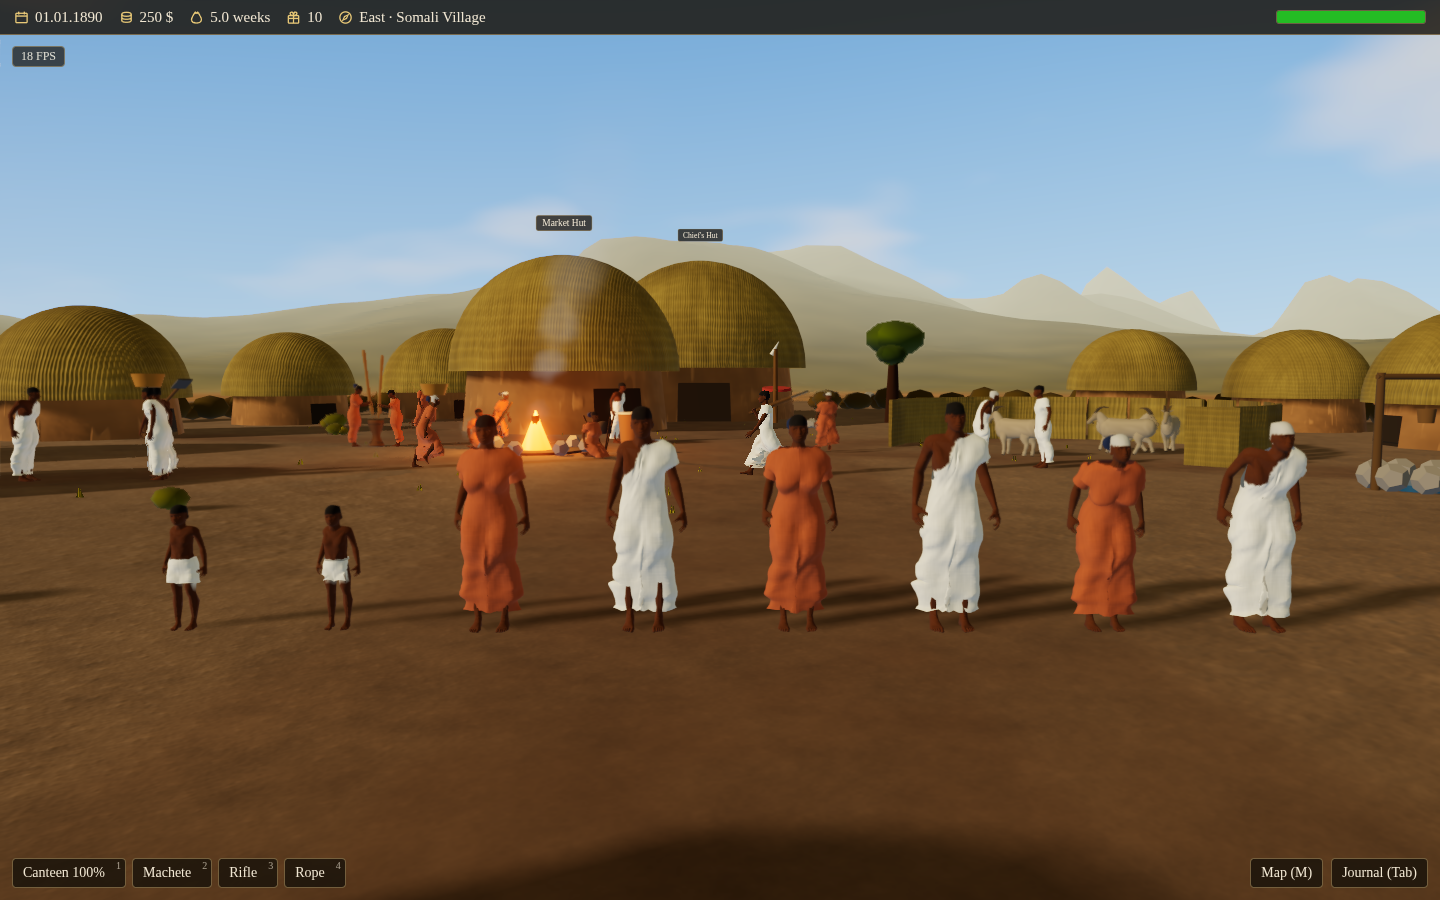 01.01.1890 250 $ 5.0 weeks 10 East · Somali Village
18 FPS
Market Hut
Chief's Hut
Canteen 100% 1 Machete 2 Rifle 3 Rope 4 Map (M) Journal (Tab)